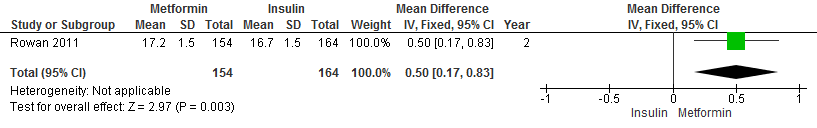 Metformin Insulin Mean Difference Mean Difference
Study or Subgroup Mean SD Total Mean SD Total Weight IV, Fixed, 95% CI Year IV, Fixed, 95% CI
Rowan 2011 17.2 1.5 154 16.7 1.5 164 100.0% 0.50 [0.17, 0.83] 2
Total (95% CI) 154 164 100.0% 0.50 [0.17, 0.83]
Heterogeneity: Not applicable
Test for overall effect: Z = 2.97 (P = 0.003)
-1 -0.5 0 0.5 1
Insulin Metformin